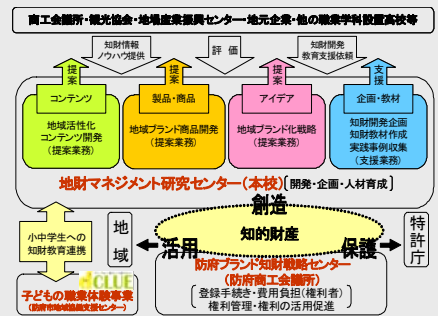 商工会議所・観光協会・地場産業振興センター・地元企業・他の職業学科設置高校等
知財情報
ノウハウ提供
評価
知財開発
教育支援依頼
提案
提案
提案
支援
コンテンツ
製品・商品
アイデア
企画・教材
地域活性化
コンテンツ開発
(提案業務)
地域ブランド商品開発
(提案業務)
地域ブランド化戦略
(提案業務)
知財開発企画
知財教材作成
実践事例収集
(支援業務)
地財マネジメント研究センター(本校)
開発・企画・人材育成
小中学生への
知財教育連携
地域
創造
知的財産
活用
保護
特許庁
CLUE
子どもの職業体験事業
(防府市地域協働支援センター)
防府ブランド知財戦略センター
(防府商工会議所)
登録手続き・費用負担(権利者)
権利管理・権利の活用促進